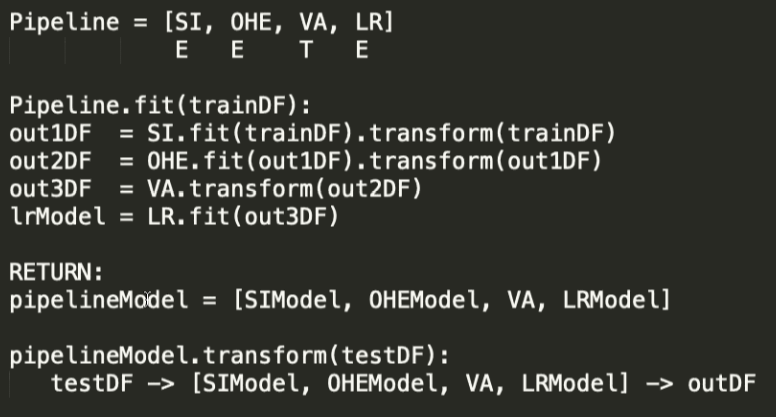 Pipeline = [SI, OHE, VA, LR]
E E T E
Pipeline.fit(trainDF):
out1DF = SI.fit(trainDF).transform(trainDF)
out2DF = OHE.fit(out1DF).transform(out1DF)
out3DF = VA.transform(out2DF)
lrModel = LR.fit(out3DF)
RETURN:
pipelineModel = [SIModel, OHEModel, VA, LRModel]
pipelineModel.transform(testDF):
testDF -> [SIModel, OHEModel, VA, LRModel] -> outDF